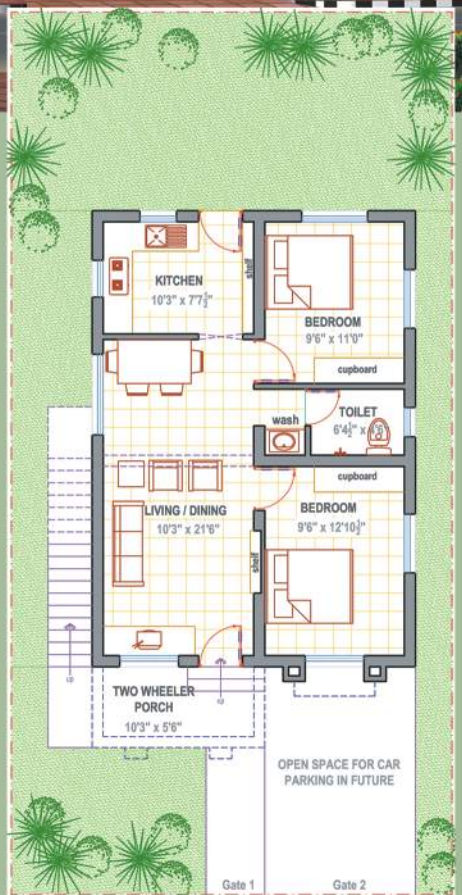 KITCHEN
10'3" x 7'7½"
shelf
BEDROOM
9'6" x 11'0"
cupboard
wash
TOILET
6'4½" x 4'6"
cupboard
LIVING / DINING
10'3" x 21'6"
BEDROOM
9'6" x 12'10½"
shelf
TWO WHEELER
PORCH
10'3" x 5'6"
OPEN SPACE FOR CAR
PARKING IN FUTURE
Gate 1
Gate 2